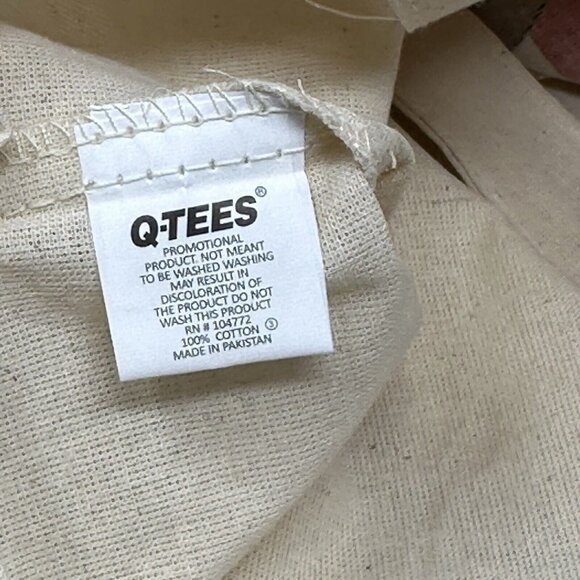 Q-TEES®
PROMOTIONAL
PRODUCT. NOT MEANT
TO BE WASHED WASHING
MAY RESULT IN
DISCOLORATION OF
THE PRODUCT DO NOT
WASH THIS PRODUCT
RN # 104772
100% COTTON ③
MADE IN PAKISTAN